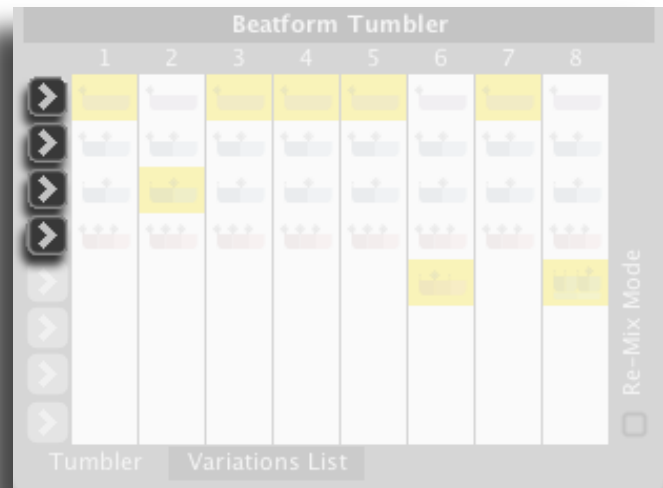 Beatform Tumbler
1 2 3 4 5 6 7 8
Re-Mix Mode
Tumbler Variations List